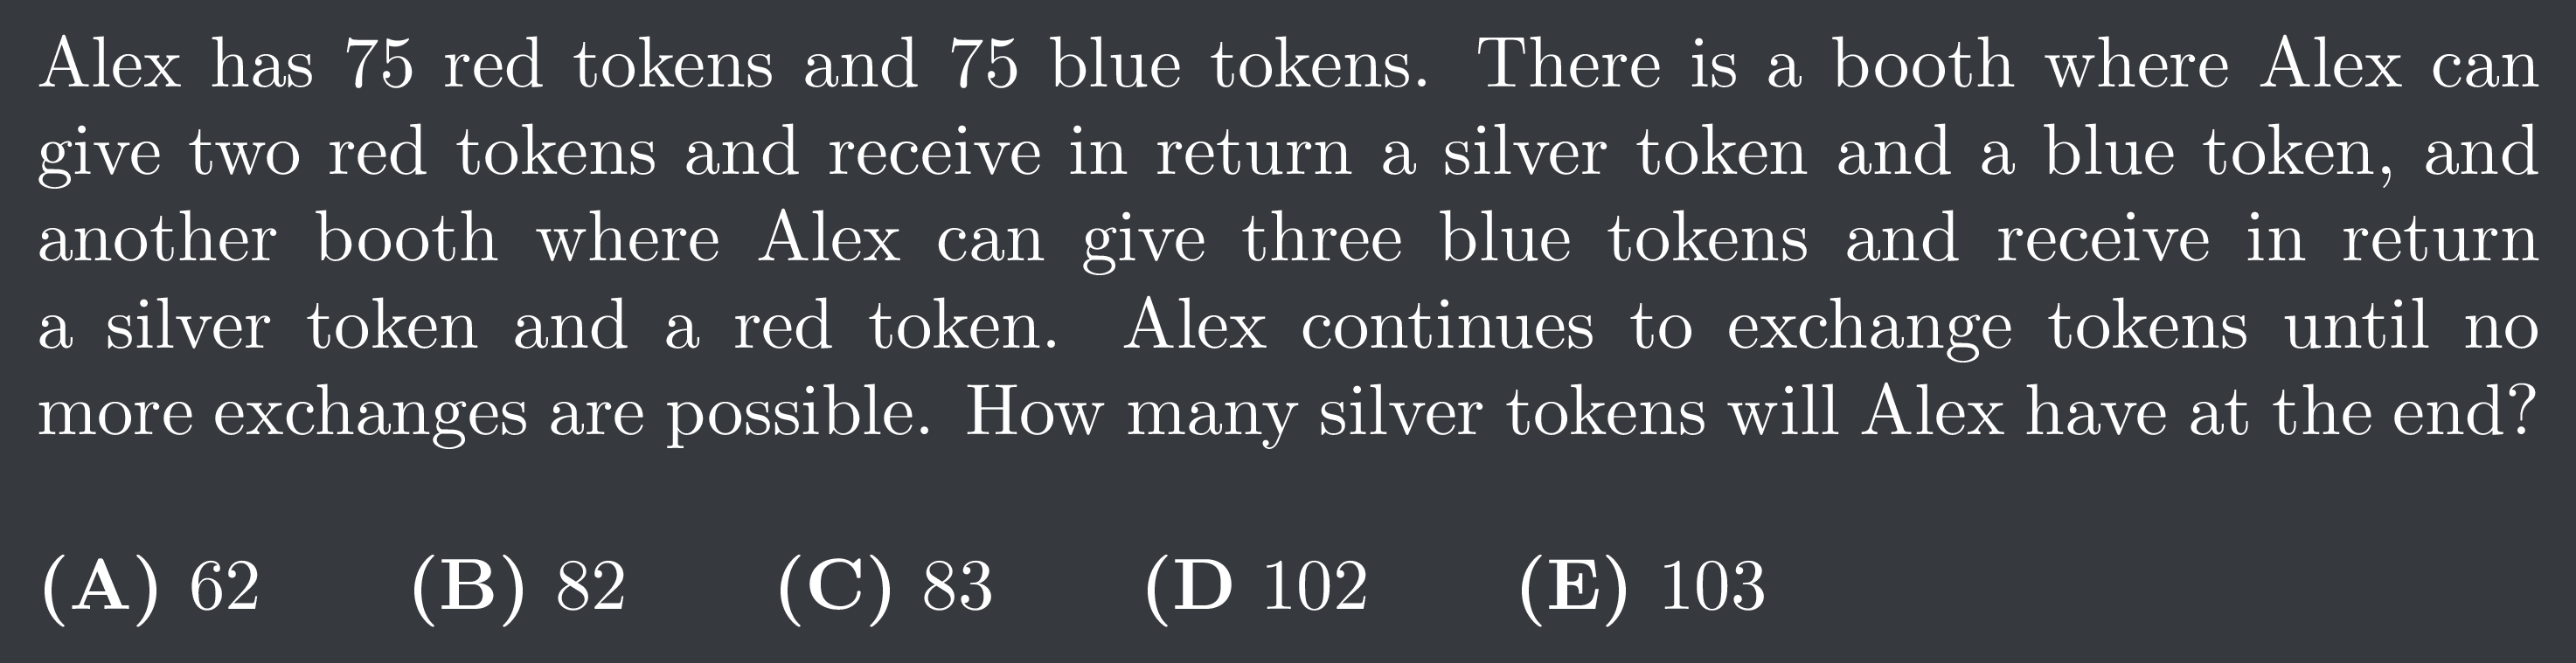 Alex has 75 red tokens and 75 blue tokens. There is a booth where Alex can
give two red tokens and receive in return a silver token and a blue token, and
another booth where Alex can give three blue tokens and receive in return
a silver token and a red token. Alex continues to exchange tokens until no
more exchanges are possible. How many silver tokens will Alex have at the end?
(A) 62 (B) 82 (C) 83 (D 102 (E) 103